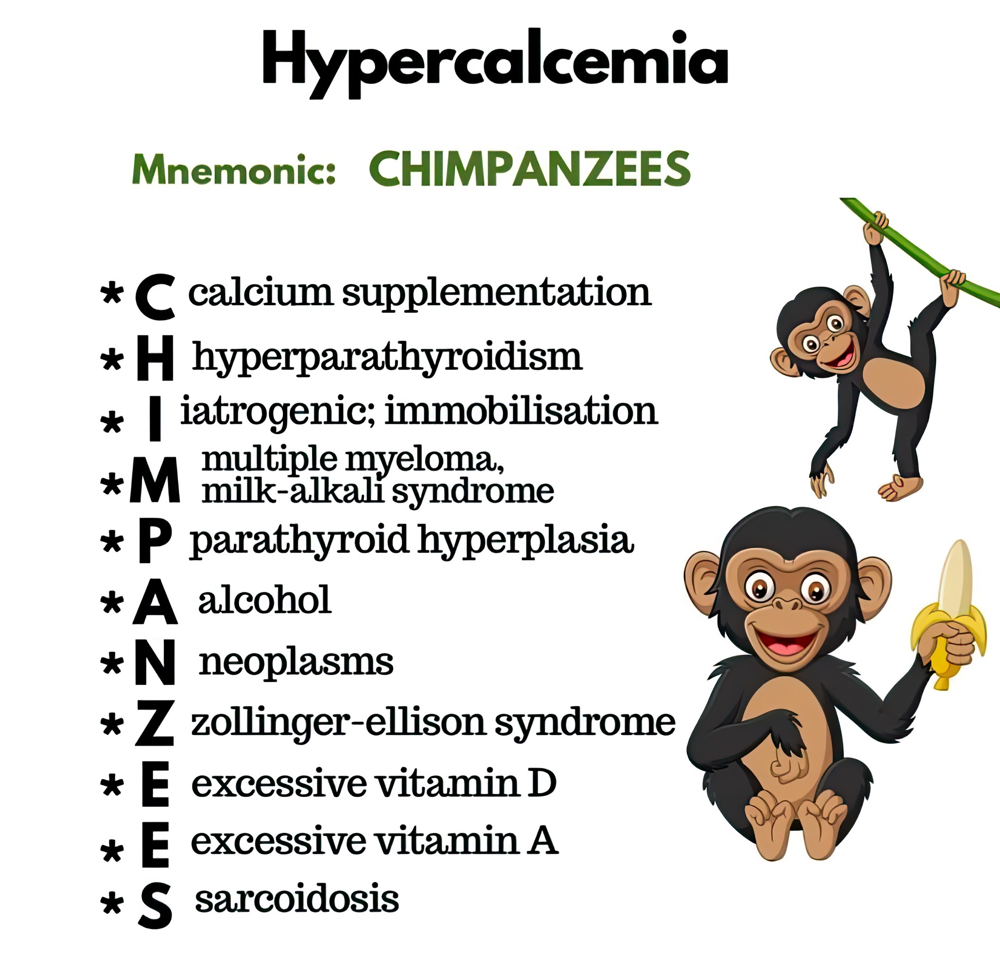 Hypercalcemia
Mnemonic: CHIMPANZEES
* C calcium supplementation
* H hyperparathyroidism
* I iatrogenic; immobilisation
* M multiple myeloma,
milk-alkali syndrome
* P parathyroid hyperplasia
* A alcohol
* N neoplasms
* Z zollinger-ellison syndrome
* E excessive vitamin D
* E excessive vitamin A
* S sarcoidosis